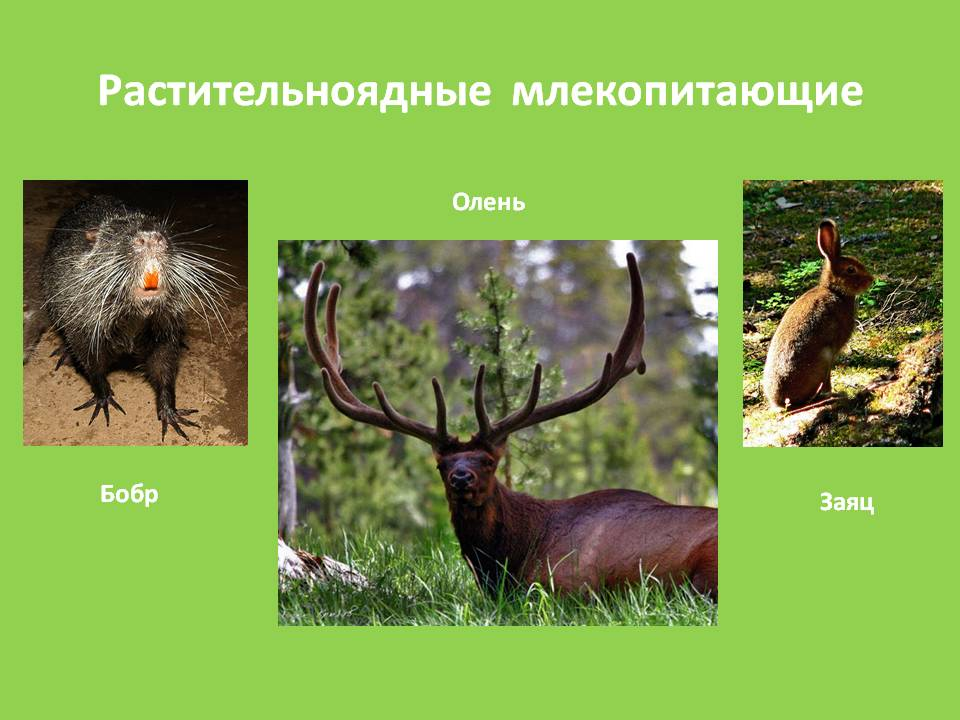 Растительноядные млекопитающие
Олень
Бобр
Заяц